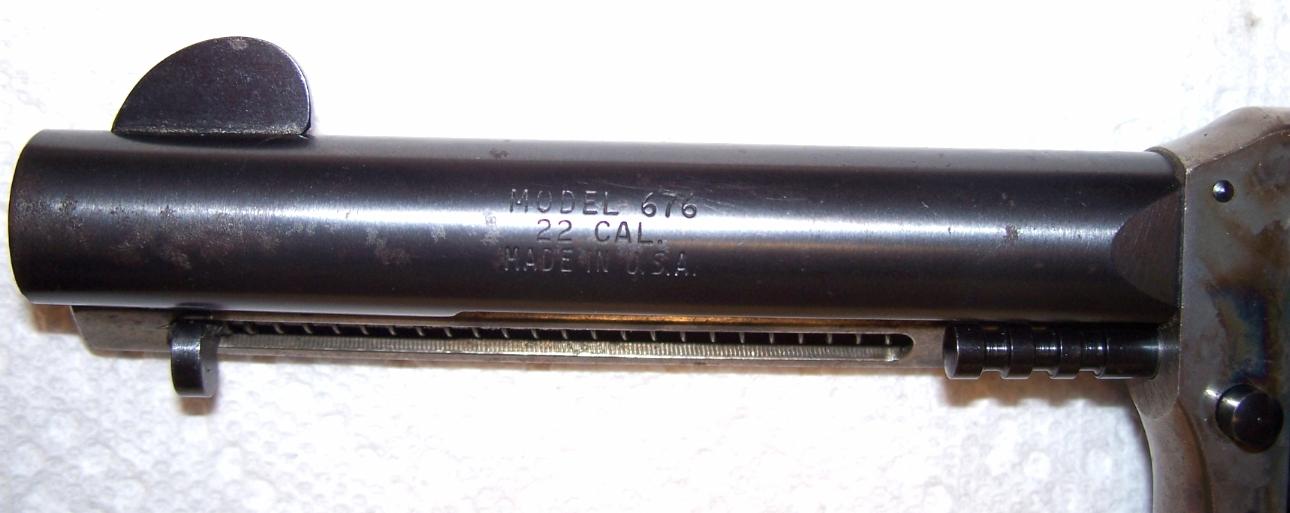 MODEL 676
22 CAL.
MADE IN U.S.A.